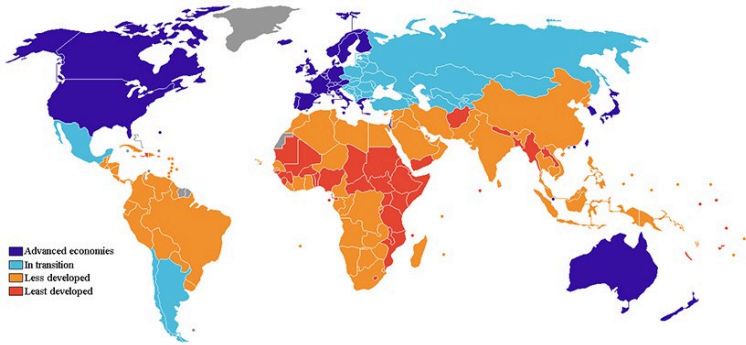 Advanced economies
In transition
Less developed
Least developed